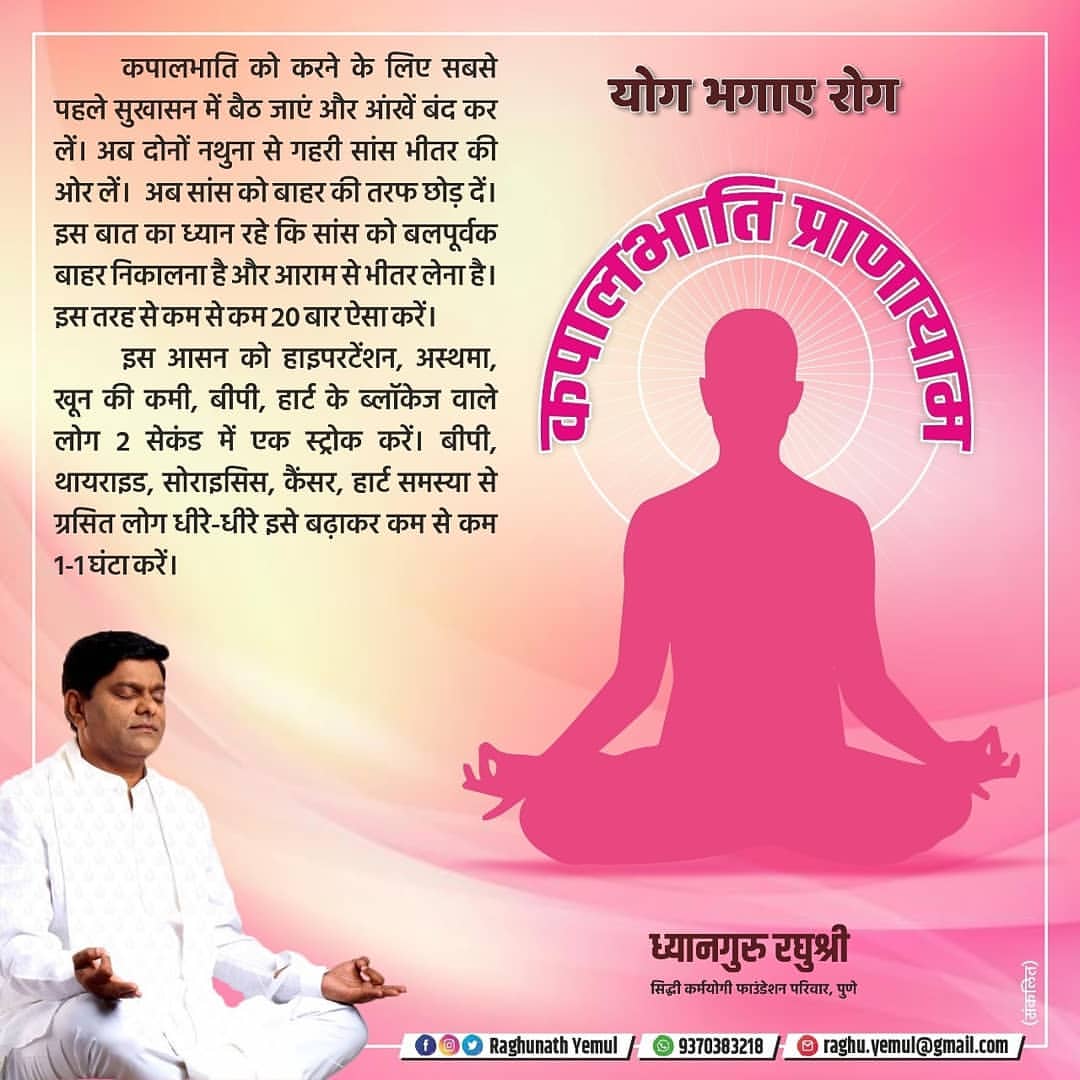 योग भगाए रोग
कपालभाति प्राणायाम
कपालभाति को करने के लिए सबसे
पहले सुखासन में बैठ जाएं और आंखें बंद कर
लें। अब दोनों नथुना से गहरी सांस भीतर की
ओर लें। अब सांस को बाहर की तरफ छोड़ दें।
इस बात का ध्यान रहे कि सांस को बलपूर्वक
बाहर निकालना है और आराम से भीतर लेना है।
इस तरह से कम से कम 20 बार ऐसा करें।
इस आसन को हाइपरटेंशन, अस्थमा,
खून की कमी, बीपी, हार्ट के ब्लॉकेज वाले
लोग 2 सेकंड में एक स्ट्रोक करें। बीपी,
थायराइड, सोराइसिस, कैंसर, हार्ट समस्या से
ग्रसित लोग धीरे-धीरे इसे बढ़ाकर कम से कम
1-1 घंटा करें।
ध्यानगुरु रघुश्री
सिद्धी कर्मयोगी फाउंडेशन परिवार, पुणे
(संकलित)
Raghunath Yemul
9370383218
raghu.yemul@gmail.com